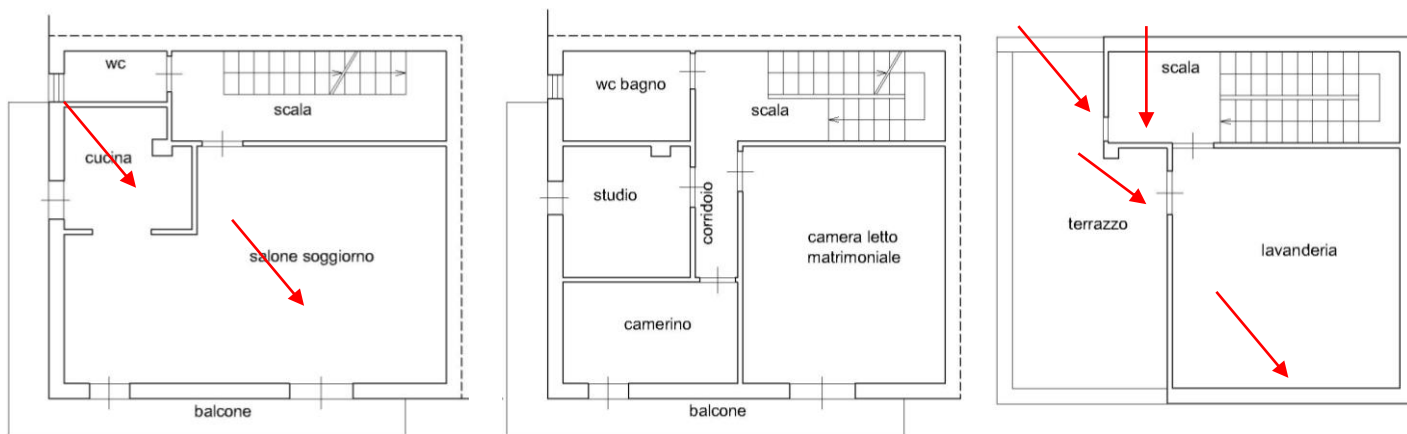 wc
scala
cucina
salone soggiorno
balcone
wc bagno
scala
studio
corridoio
camera letto
matrimoniale
camerino
balcone
scala
terrazzo
lavanderia